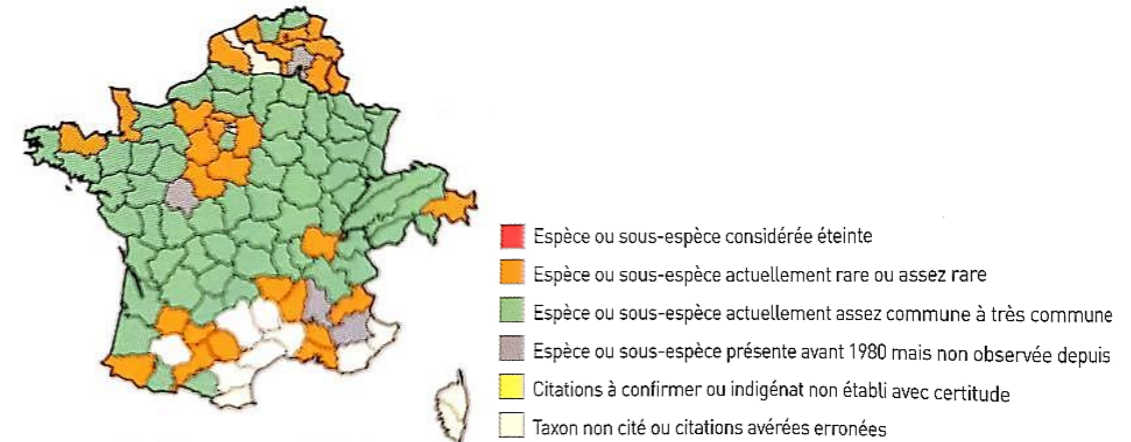 Espèce ou sous-espèce considérée éteinte
Espèce ou sous-espèce actuellement rare ou assez rare
Espèce ou sous-espèce actuellement assez commune à très commune
Espèce ou sous-espèce présente avant 1980 mais non observée depuis
Citations à confirmer ou indigénat non établi avec certitude
Taxon non cité ou citations avérées erronées